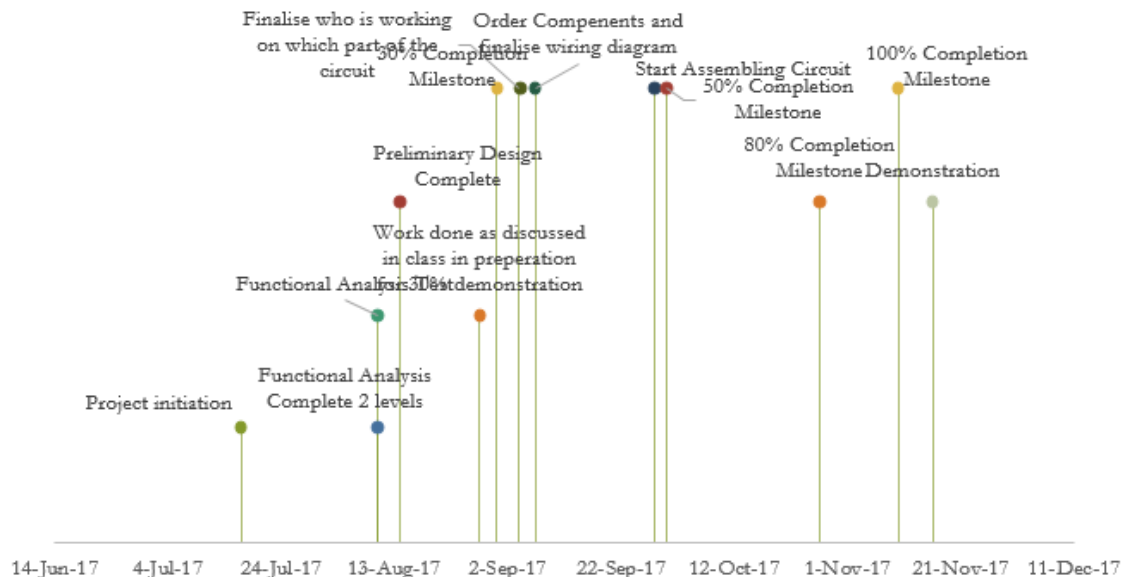 Finalise who is working
on which part of the
circuit
Order Compenents and
finalise wiring diagram
30% Completion
Milestone
Start Assembling Circuit
50% Completion
Milestone
100% Completion
Milestone
Preliminary Design
Complete
80% Completion
Milestone
Demonstration
Work done as discussed
in class in preperation
for 30% demonstration
Functional Analysis Test
Functional Analysis
Complete 2 levels
Project initiation
14-Jun-17 4-Jul-17 24-Jul-17 13-Aug-17 2-Sep-17 22-Sep-17 12-Oct-17 1-Nov-17 21-Nov-17 11-Dec-17